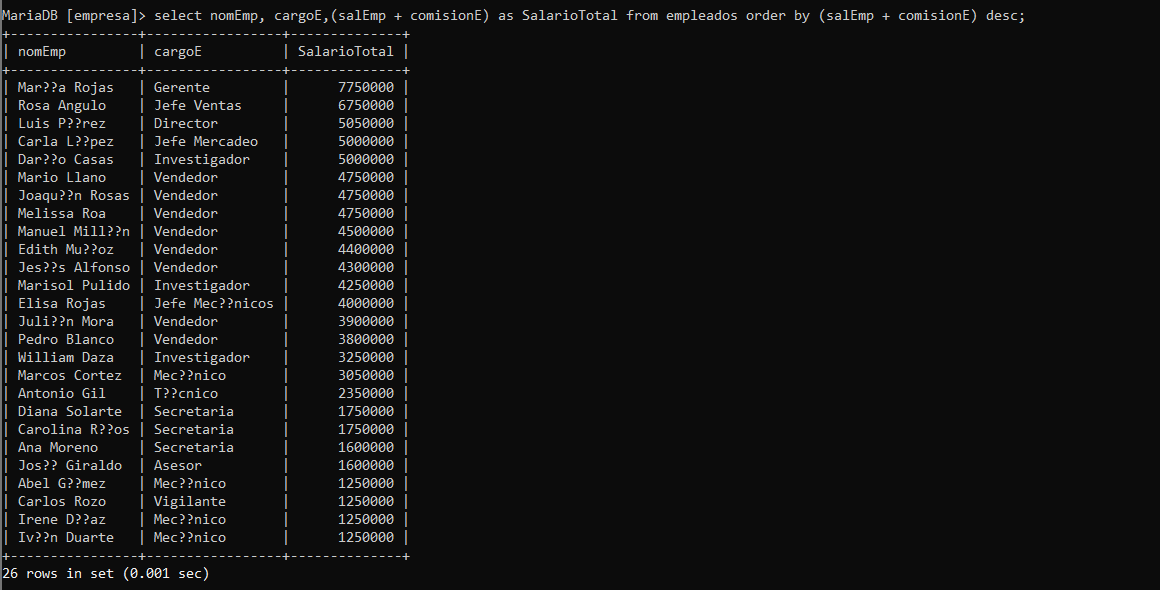 MariaDB [empresa]> select nomEmp, cargoE,(salEmp + comisionE) as SalarioTotal from empleados order by (salEmp + comisionE) desc;
+----------------+-----------------+--------------+
| nomEmp         | cargoE          | SalarioTotal |
+----------------+-----------------+--------------+
| Mar??a Rojas   | Gerente         |      7750000 |
| Rosa Angulo    | Jefe Ventas     |      6750000 |
| Luis P??rez    | Director        |      5050000 |
| Carla L??pez   | Jefe Mercadeo   |      5000000 |
| Dar??o Casas   | Investigador    |      5000000 |
| Mario Llano    | Vendedor        |      4750000 |
| Joaqu??n Rosas | Vendedor        |      4750000 |
| Melissa Roa    | Vendedor        |      4750000 |
| Manuel Mill??n | Vendedor        |      4500000 |
| Edith Mu??oz   | Vendedor        |      4400000 |
| Jes??s Alfonso | Vendedor        |      4300000 |
| Marisol Pulido | Investigador    |      4250000 |
| Elisa Rojas    | Jefe Mec??nicos |      4000000 |
| Juli??n Mora   | Vendedor        |      3900000 |
| Pedro Blanco   | Vendedor        |      3800000 |
| William Daza   | Investigador    |      3250000 |
| Marcos Cortez  | Mec??nico       |      3050000 |
| Antonio Gil    | T??cnico        |      2350000 |
| Diana Solarte  | Secretaria      |      1750000 |
| Carolina R??os | Secretaria      |      1750000 |
| Ana Moreno     | Secretaria      |      1600000 |
| Jos?? Giraldo  | Asesor          |      1600000 |
| Abel G??mez    | Mec??nico       |      1250000 |
| Carlos Rozo    | Vigilante       |      1250000 |
| Irene D??az    | Mec??nico       |      1250000 |
| Iv??n Duarte   | Mec??nico       |      1250000 |
+----------------+-----------------+--------------+
26 rows in set (0.001 sec)